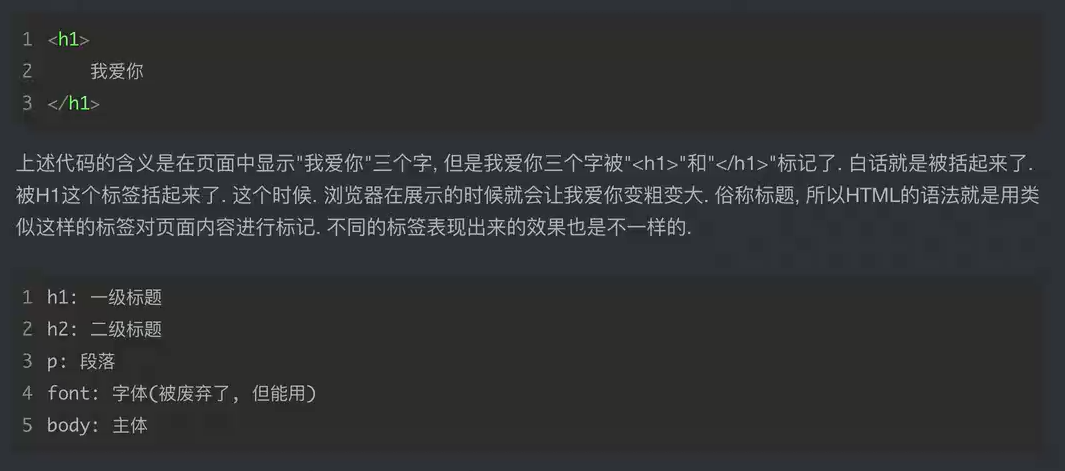 1 <h1>
2     我爱你
3 </h1>
上述代码的含义是在页面中显示"我爱你"三个字, 但是我爱你三个字被"<h1>"和"</h1>"标记了. 白话就是被括起来了.
被H1这个标签括起来了. 这个时候. 浏览器在展示的时候就会让我爱你变粗变大. 俗称标题, 所以HTML的语法就是用类
似这样的标签对页面内容进行标记. 不同的标签表现出来的效果也是不一样的.
1 h1: 一级标题
2 h2: 二级标题
3 p: 段落
4 font: 字体(被废弃了, 但能用)
5 body: 主体